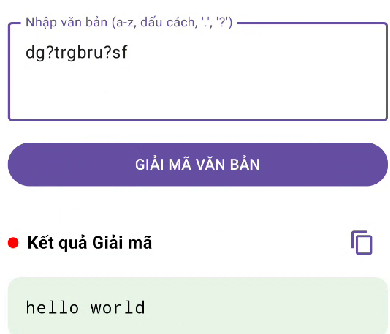 Nhập văn bản (a-z, dấu cách, '.', '?')
dg?trgbru?sf
GIẢI MÃ VĂN BẢN
Kết quả Giải mã
hello world